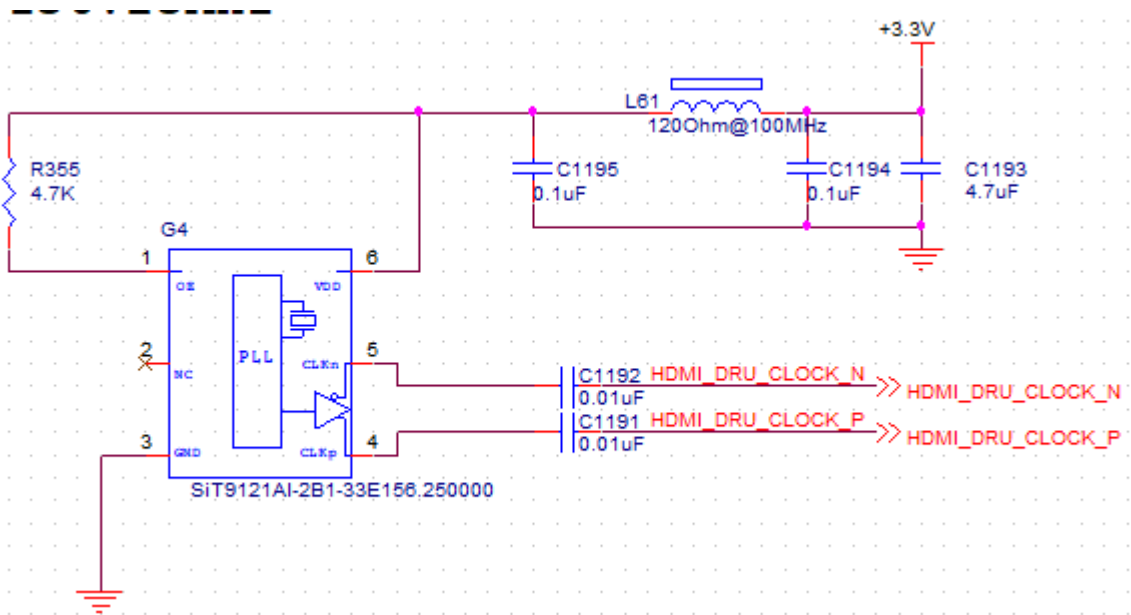 +3.3V
L61
120Ohm@100MHz
R355
4.7K
C1195
0.1uF
C1194
0.1uF
C1193
4.7uF
G4
1
6
OE
VDD
2
5
NC
PLL
CLKn
3
4
GND
CLKp
SiT9121AI-2B1-33E156.250000
C1192 HDMI_DRU_CLOCK_N
0.01uF
HDMI_DRU_CLOCK_N
C1191 HDMI_DRU_CLOCK_P
0.01uF
HDMI_DRU_CLOCK_P